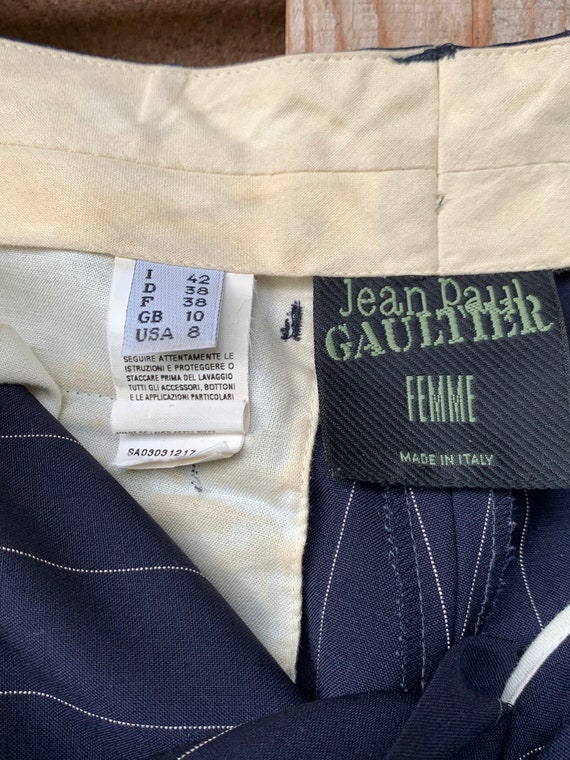 I 42
D 38
F 38
GB 10
USA 8
SEGUIRE ATTENTAMENTE LE
ISTRUZIONI E PROTEGGERE O
STACCARE PRIMA DEL LAVAGGIO
TUTTI GLI ACCESSORI, BOTTONI
E LE APPLICAZIONI PARTICOLARI
SA03031217
Jean Paul
GAULTIER
FEMME
MADE IN ITALY